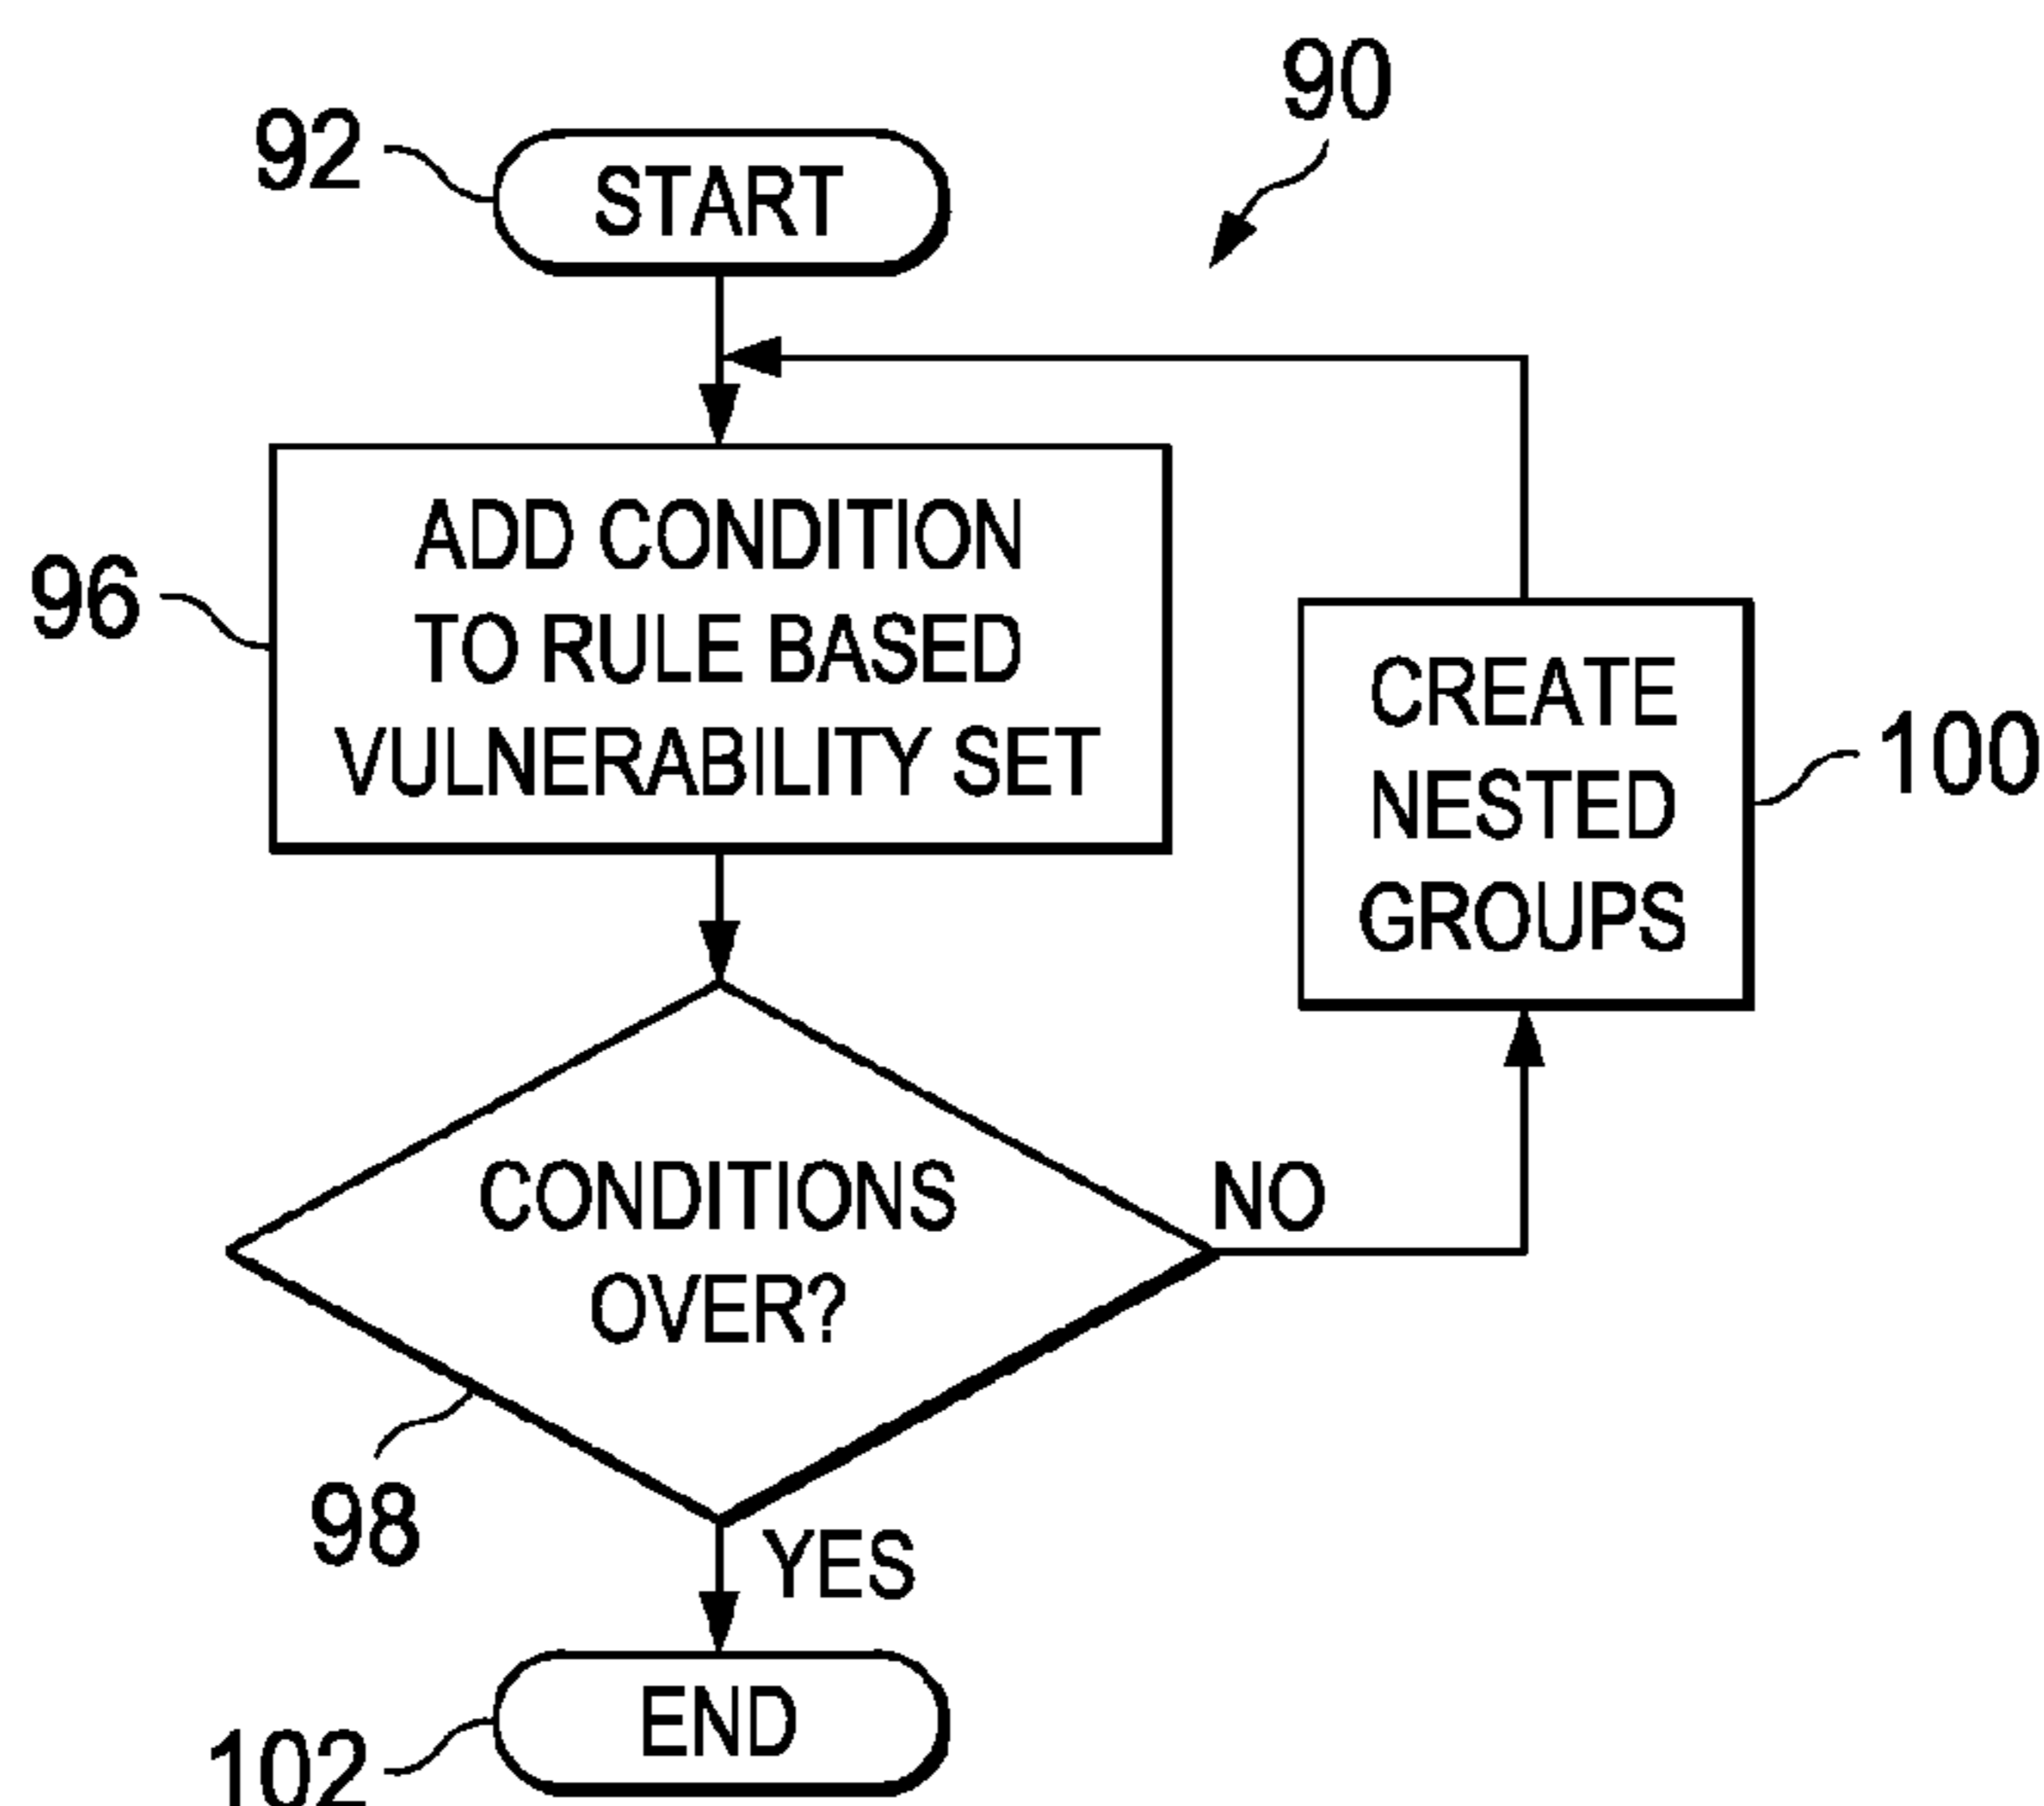 90
92
START
96
ADD CONDITION
TO RULE BASED
VULNERABILITY SET
CREATE
NESTED
GROUPS
100
CONDITIONS
OVER?
NO
98
YES
END
102